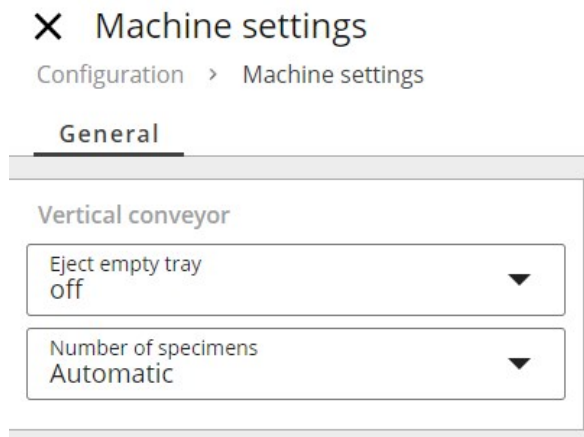 Machine settings
Configuration > Machine settings
General
Vertical conveyor
Eject empty tray
off
Number of specimens
Automatic